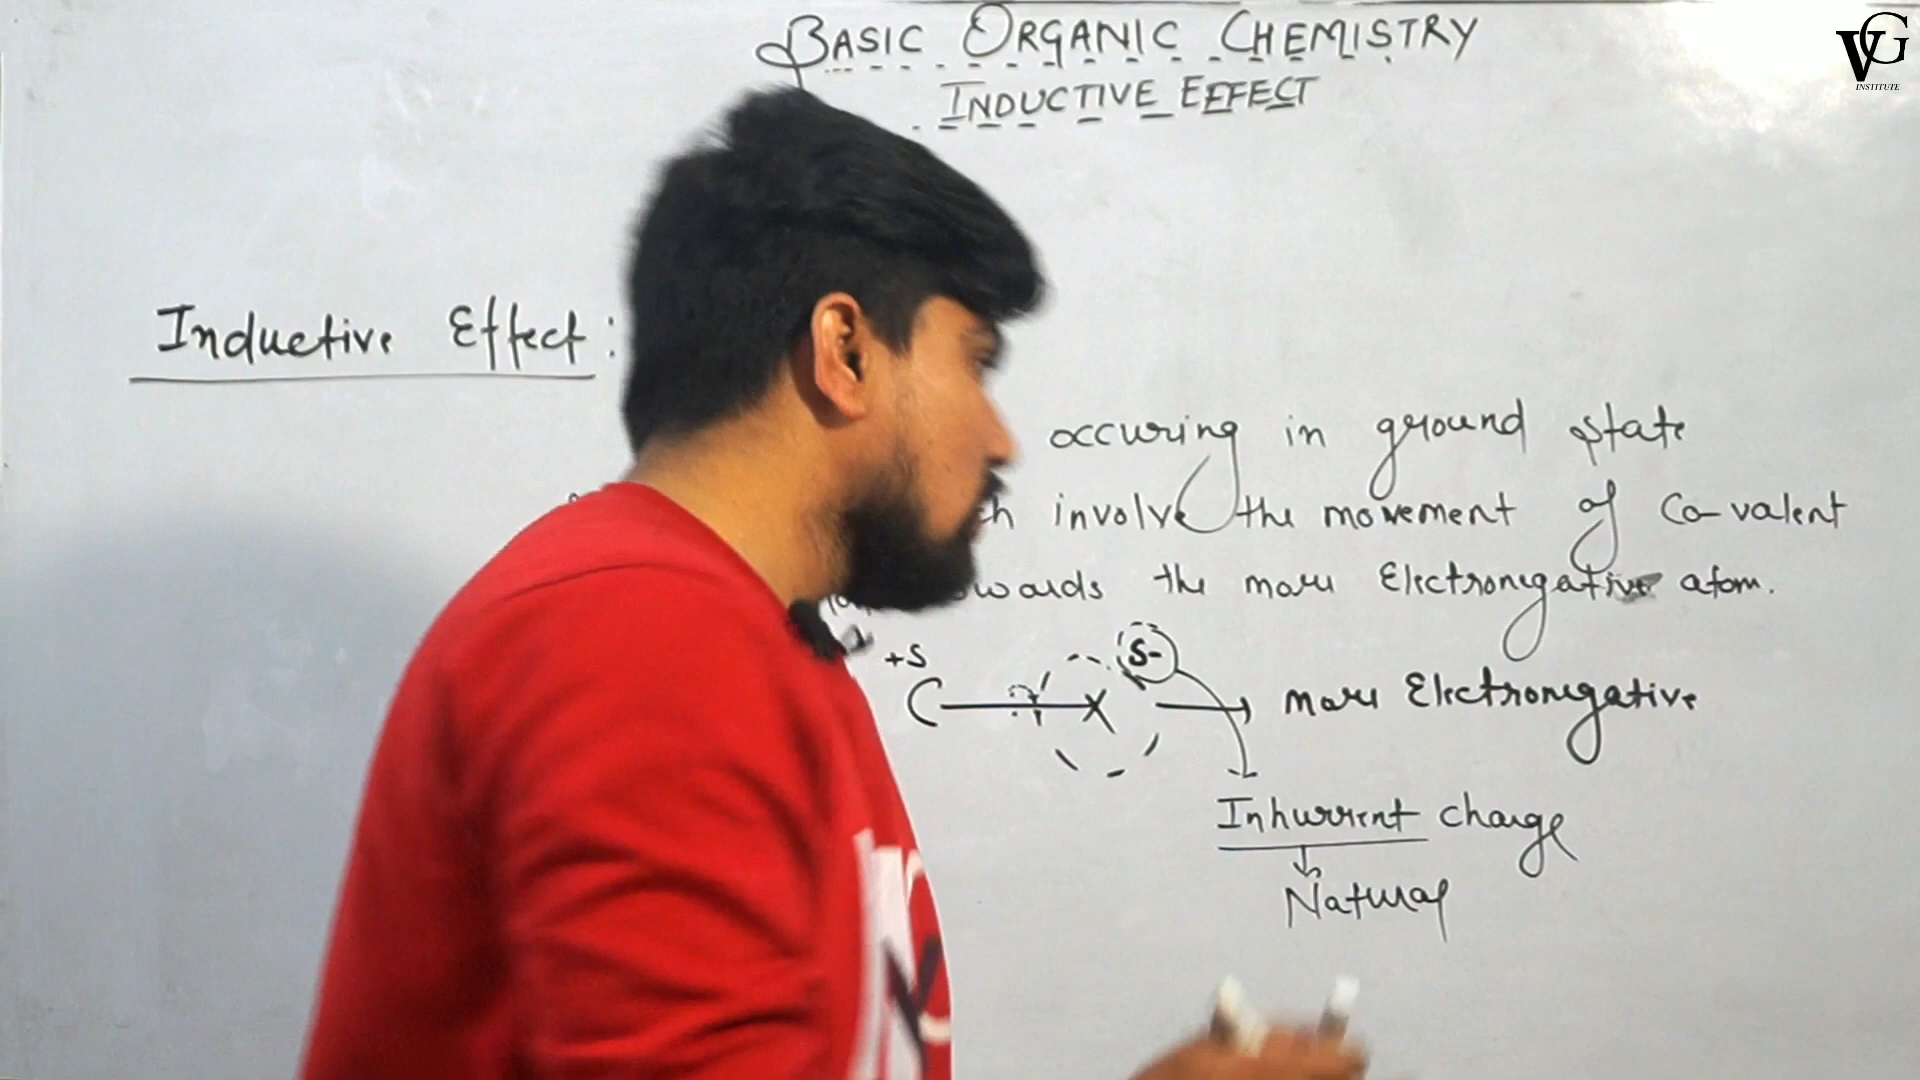 BASIC ORGANIC CHEMISTRY
INDUCTIVE EFFECT
VG
INSTITUTE
Inductive Effect :
occuring in ground state
involve the movement of Co-valent
wards the more Electronegative atom.
+S
S-
C X → more Electronegative
Inherrent charge
Natural